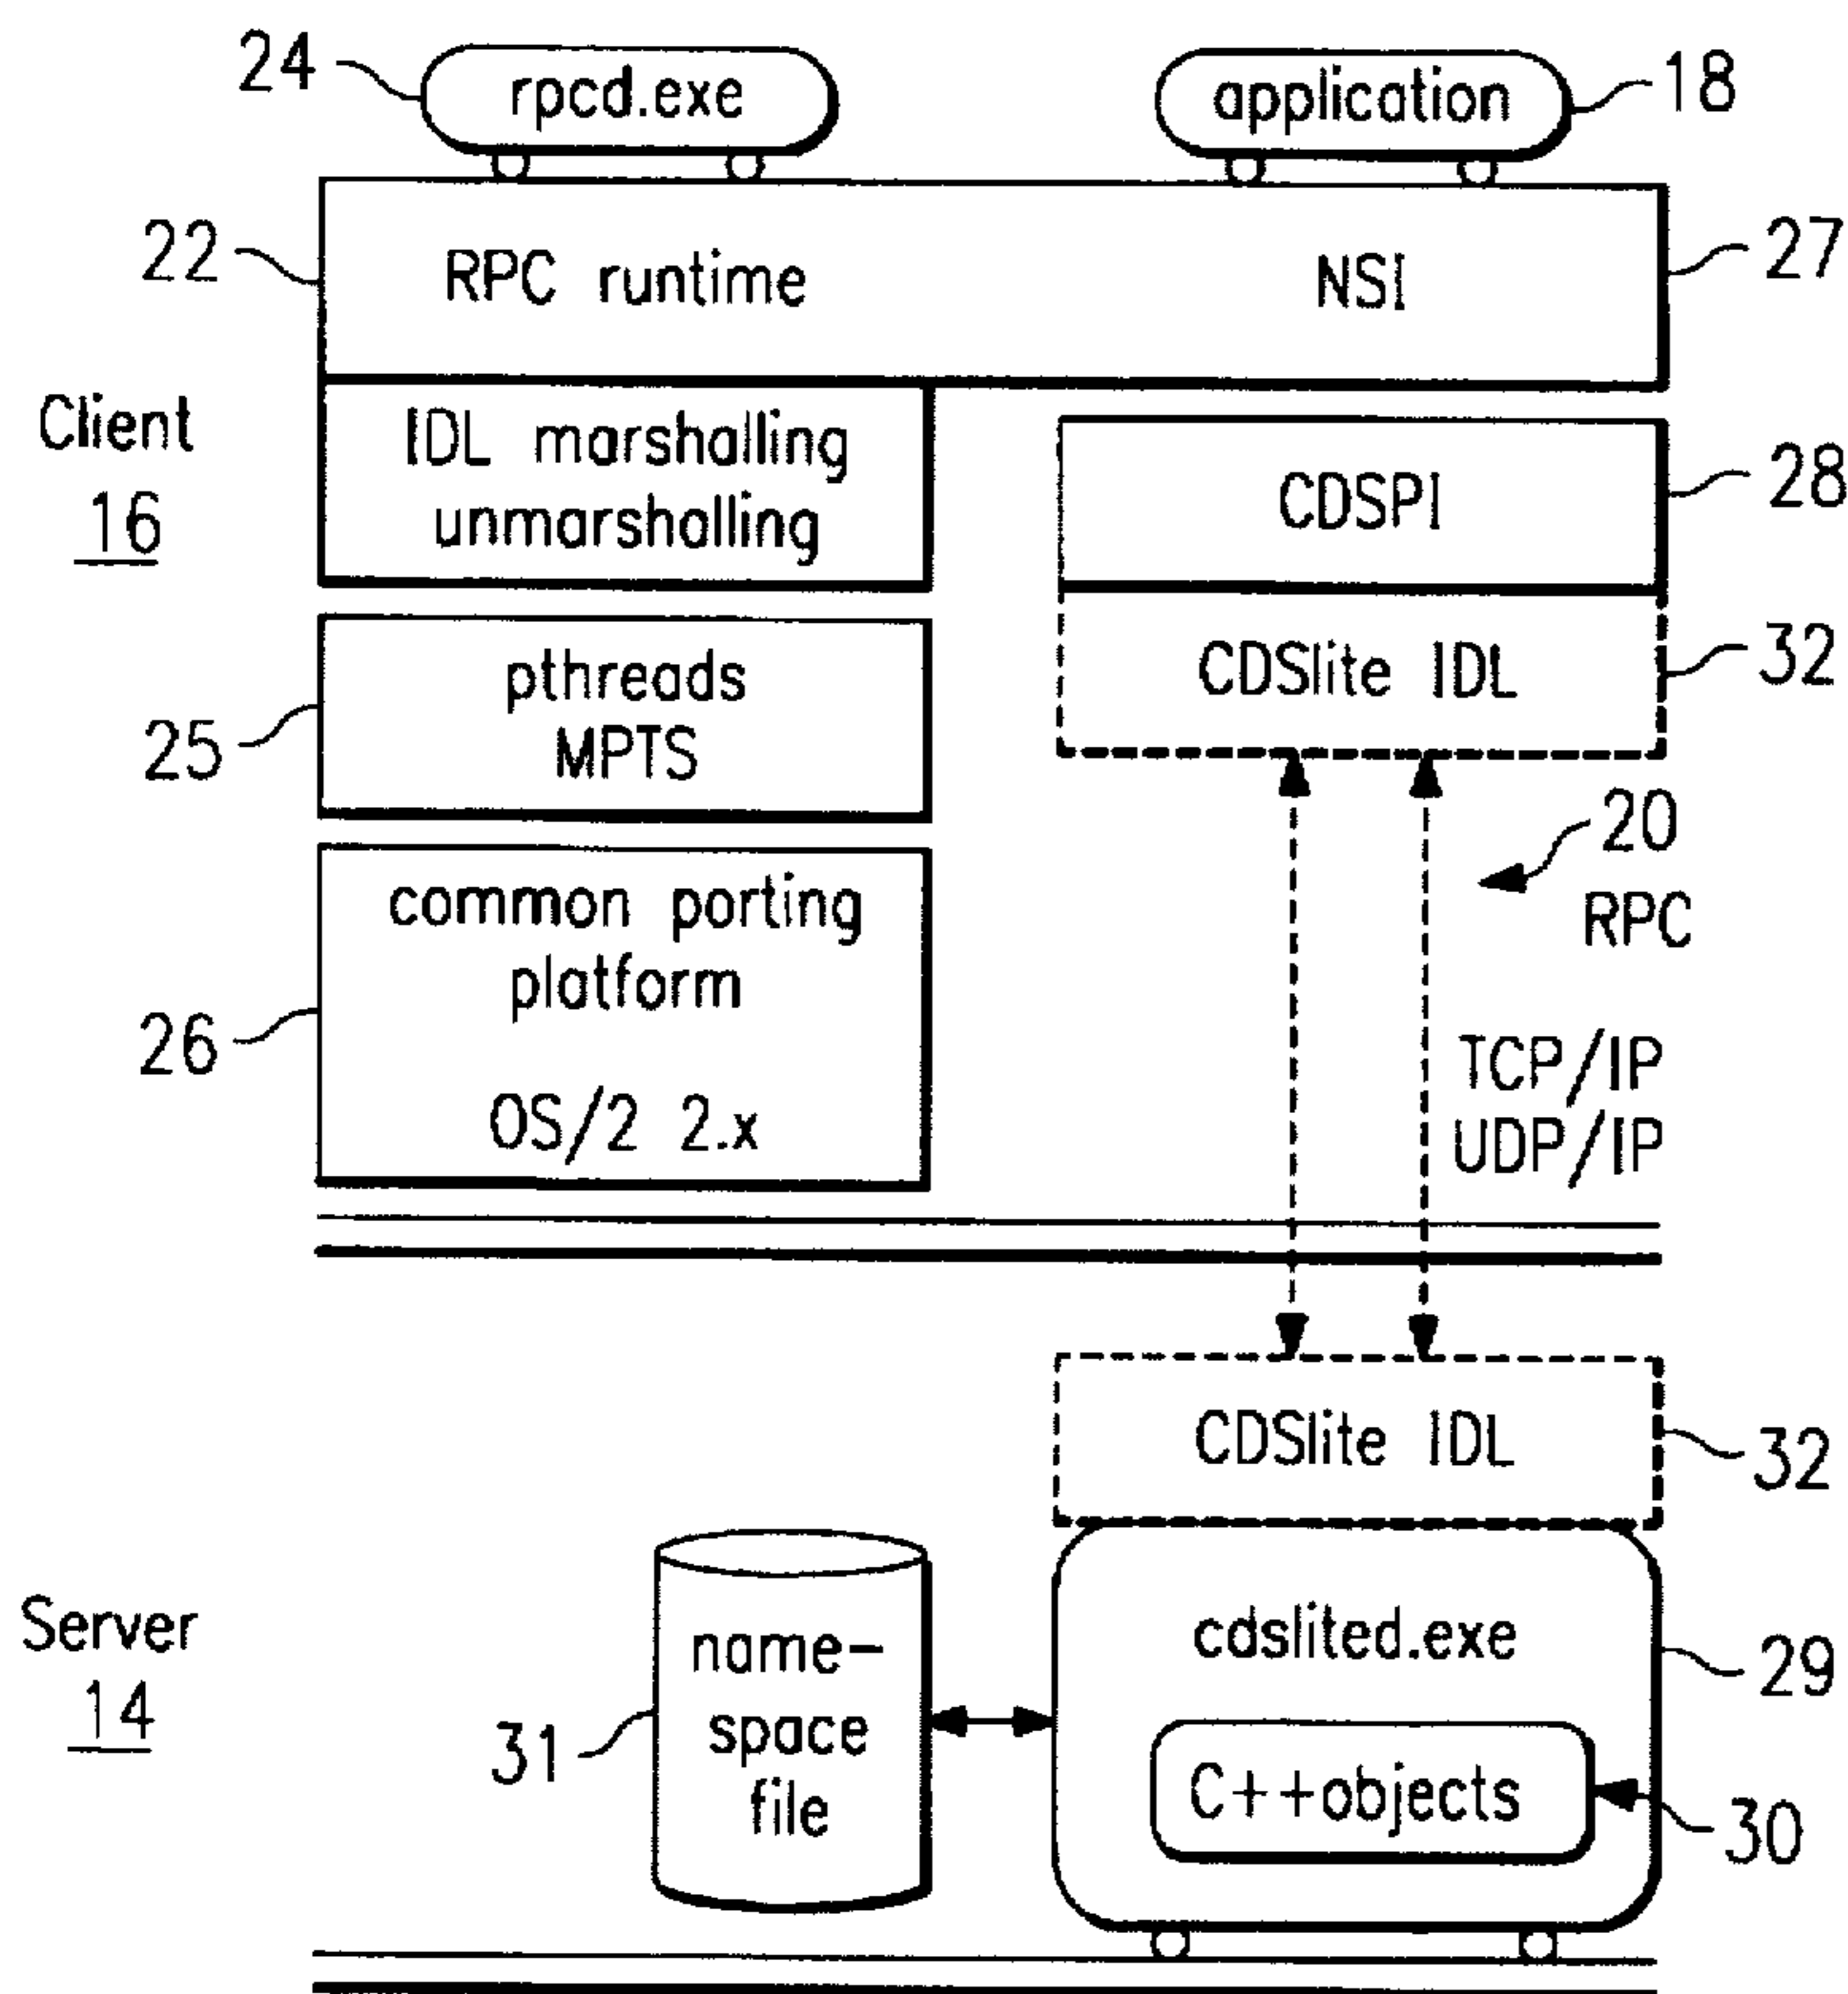 24
rpcd.exe
application
18
22
RPC runtime
NSI
27
Client
16
IDL marshalling
unmarshalling
CDSPI
28
pthreads
MPTS
25
CDSlite IDL
32
20
RPC
common porting
platform
26
OS/2 2.x
TCP/IP
UDP/IP
CDSlite IDL
32
Server
14
name-
space
file
31
cdslited.exe
29
C++objects
30